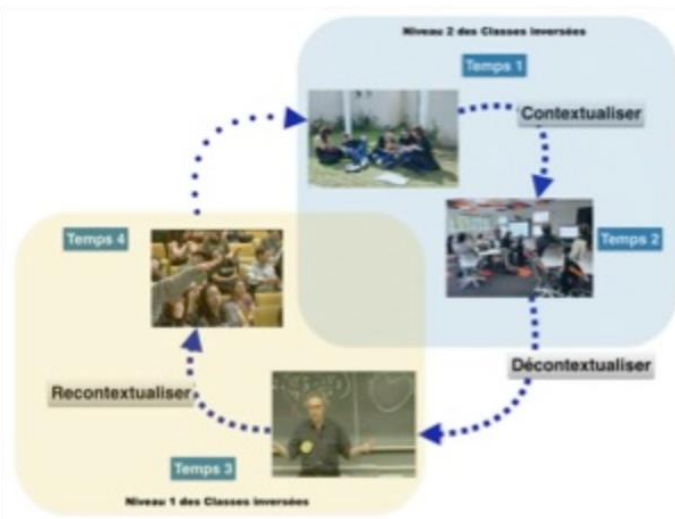 Niveau 2 des Classes inversées
Temps 1
Contextualiser
Temps 4
Temps 2
Décontextualiser
Recontextualiser
Temps 3
Niveau 1 des Classes inversées